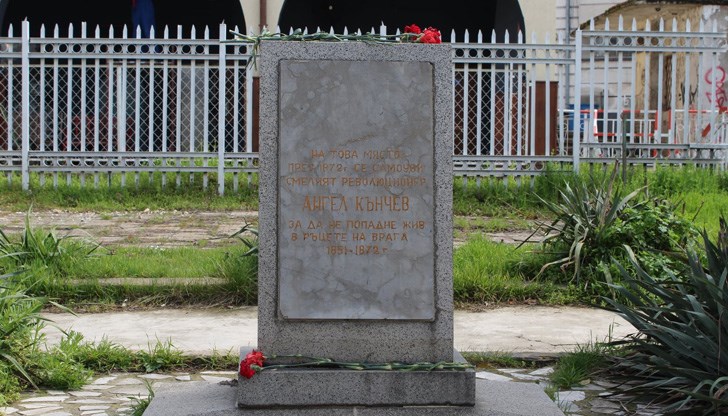 НА ТОВА МЯСТО
ПРЕЗ 1872 г. СЕ САМОУБИ
СМЕЛИЯТ РЕВОЛЮЦИОНЕР
АНГЕЛ КЪНЧЕВ
ЗА ДА НЕ ПОПАДНЕ ЖИВ
В РЪЦЕТЕ НА ВРАГА
1851-1872 г